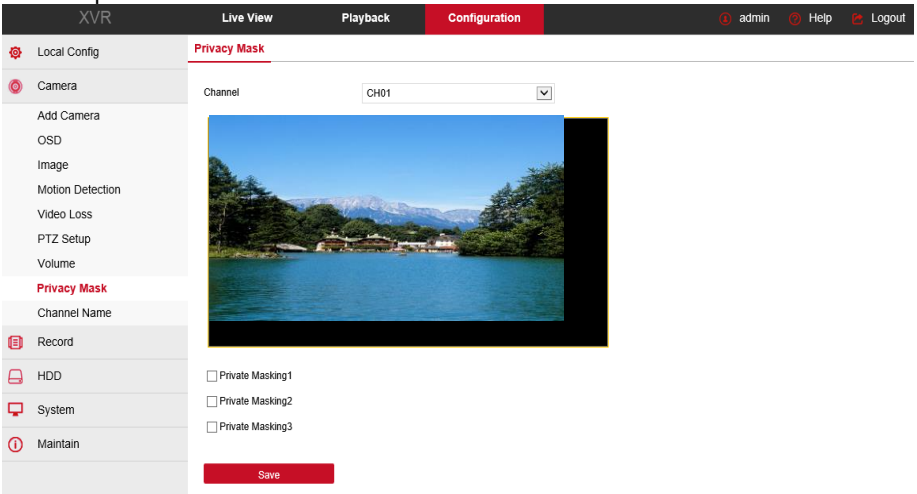 XVR Live View Playback Configuration admin Help Logout
Local Config
Camera
Add Camera
OSD
Image
Motion Detection
Video Loss
PTZ Setup
Volume
Privacy Mask
Channel Name
Record
HDD
System
Maintain
Privacy Mask
Channel CH01
Private Masking1
Private Masking2
Private Masking3
Save